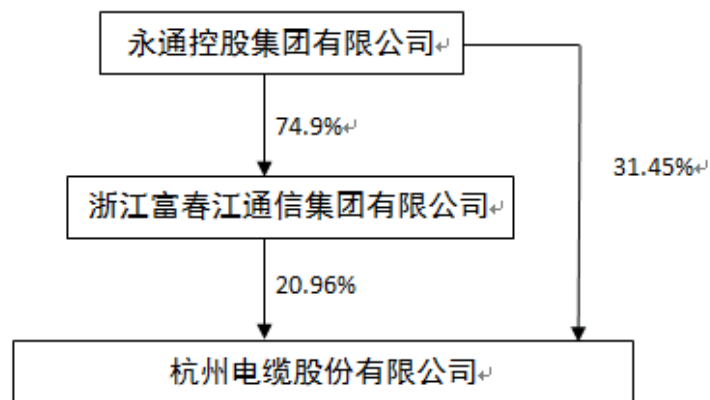 永通控股集团有限公司
74.9%
31.45%
浙江富春江通信集团有限公司
20.96%
杭州电缆股份有限公司